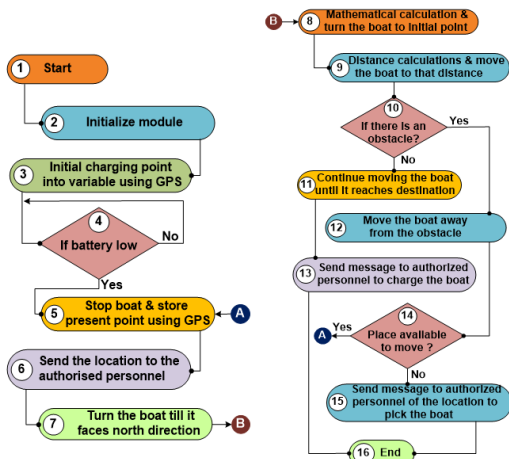 1 Start
2 Initialize module
3 Initial charging point
into variable using GPS
4
If battery low
No
Yes
5 Stop boat & store
present point using GPS
A
6 Send the location to the
authorised personnel
7 Turn the boat till it
faces north direction
B
B
8 Mathematical calculation &
turn the boat to initial point
9 Distance calculations & move
the boat to that distance
10
If there is an
obstacle?
Yes
No
11 Continue moving the boat
until it reaches destination
12 Move the boat away
from the obstacle
13 Send message to authorized
personnel to charge the boat
14
Place available
to move ?
Yes
A
No
15 Send message to authorized
personnel of the location to
pick the boat
16 End